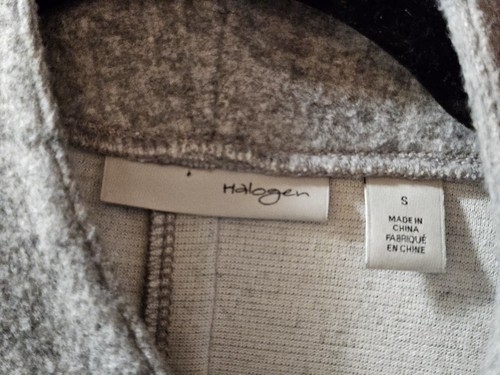 Halogen
S
MADE IN
CHINA
FABRIQUÉ
EN CHINE